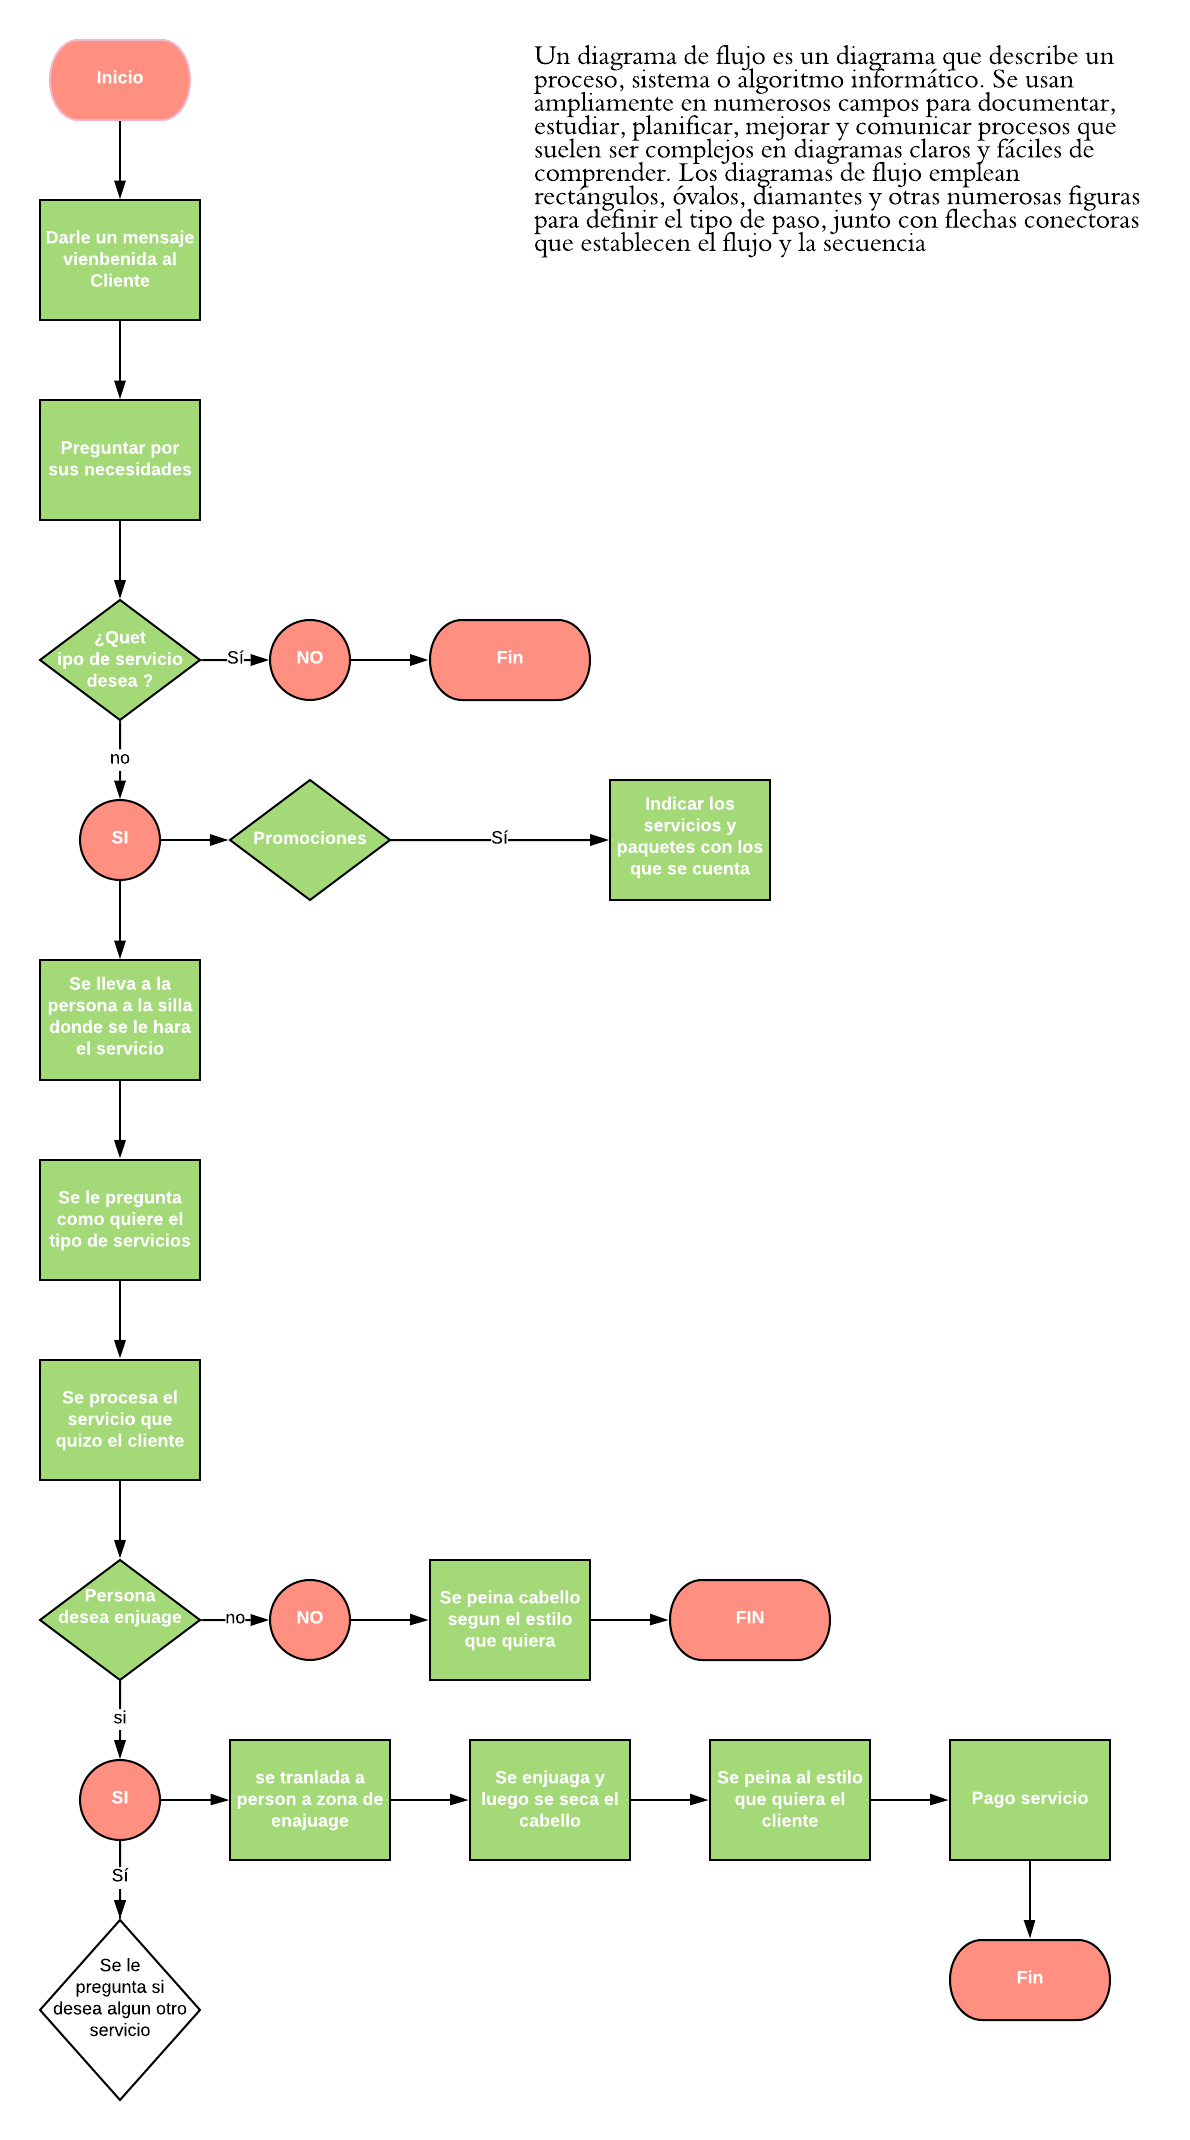 Inicio
Un diagrama de flujo es un diagrama que describe un
proceso, sistema o algoritmo informático. Se usan
ampliamente en numerosos campos para documentar,
estudiar, planificar, mejorar y comunicar procesos que
suelen ser complejos en diagramas claros y fáciles de
comprender. Los diagramas de flujo emplean
rectángulos, óvalos, diamantes y otras numerosas figuras
para definir el tipo de paso, junto con flechas conectoras
que establecen el flujo y la secuencia
Darle un mensaje
vienbenida al
Cliente
Preguntar por
sus necesidades
¿Quet
ipo de servicio
desea ?
Sí
NO
Fin
no
SI
Promociones
Sí
Indicar los
servicios y
paquetes con los
que se cuenta
Se lleva a la
persona a la silla
donde se le hara
el servicio
Se le pregunta
como quiere el
tipo de servicios
Se procesa el
servicio que
quizo el cliente
Persona
desea enjuage
no
NO
Se peina cabello
segun el estilo
que quiera
FIN
si
SI
se tranlada a
person a zona de
enajuage
Se enjuaga y
luego se seca el
cabello
Se peina al estilo
que quiera el
cliente
Pago servicio
Sí
Se le
pregunta si
desea algun otro
servicio
Fin